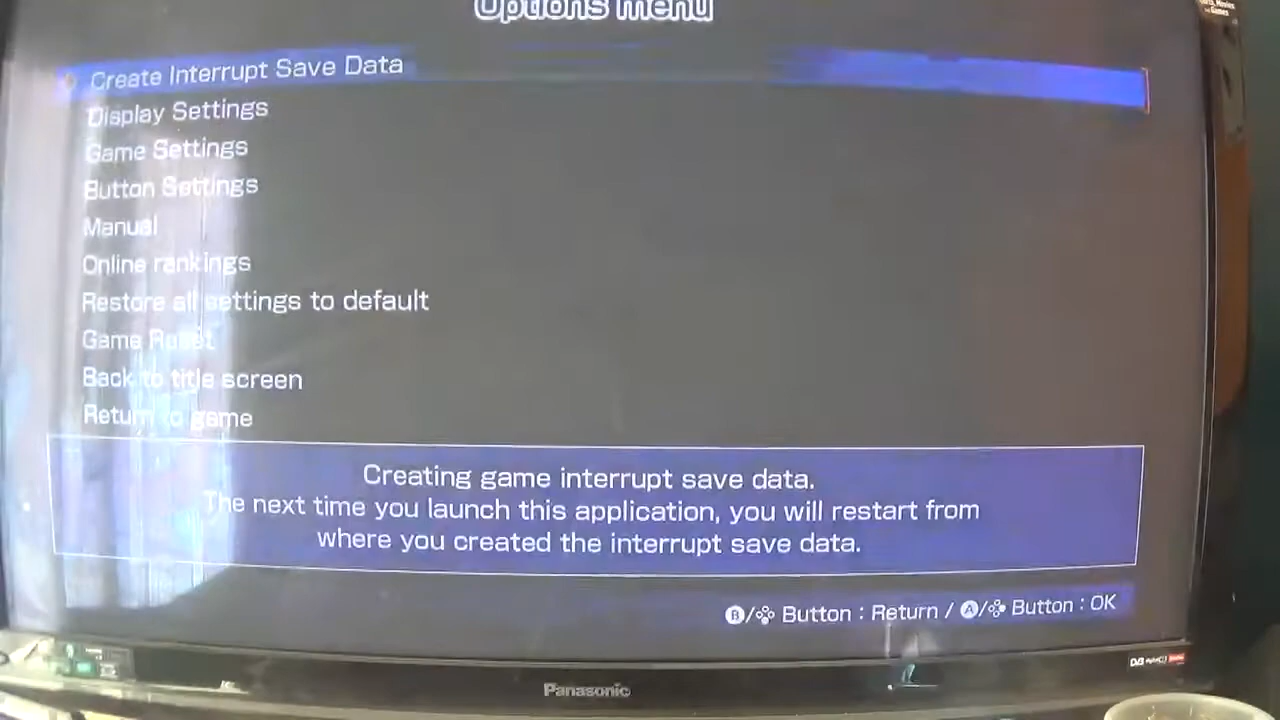 Options menu
Create Interrupt Save Data
Display Settings
Game Settings
Button Settings
Manual
Online rankings
Restore all settings to default
Game Reset
Back to title screen
Return to game
Creating game interrupt save data.
The next time you launch this application, you will restart from
where you created the interrupt save data.
B/ Button : Return / A/ Button : OK
Panasonic
DVB